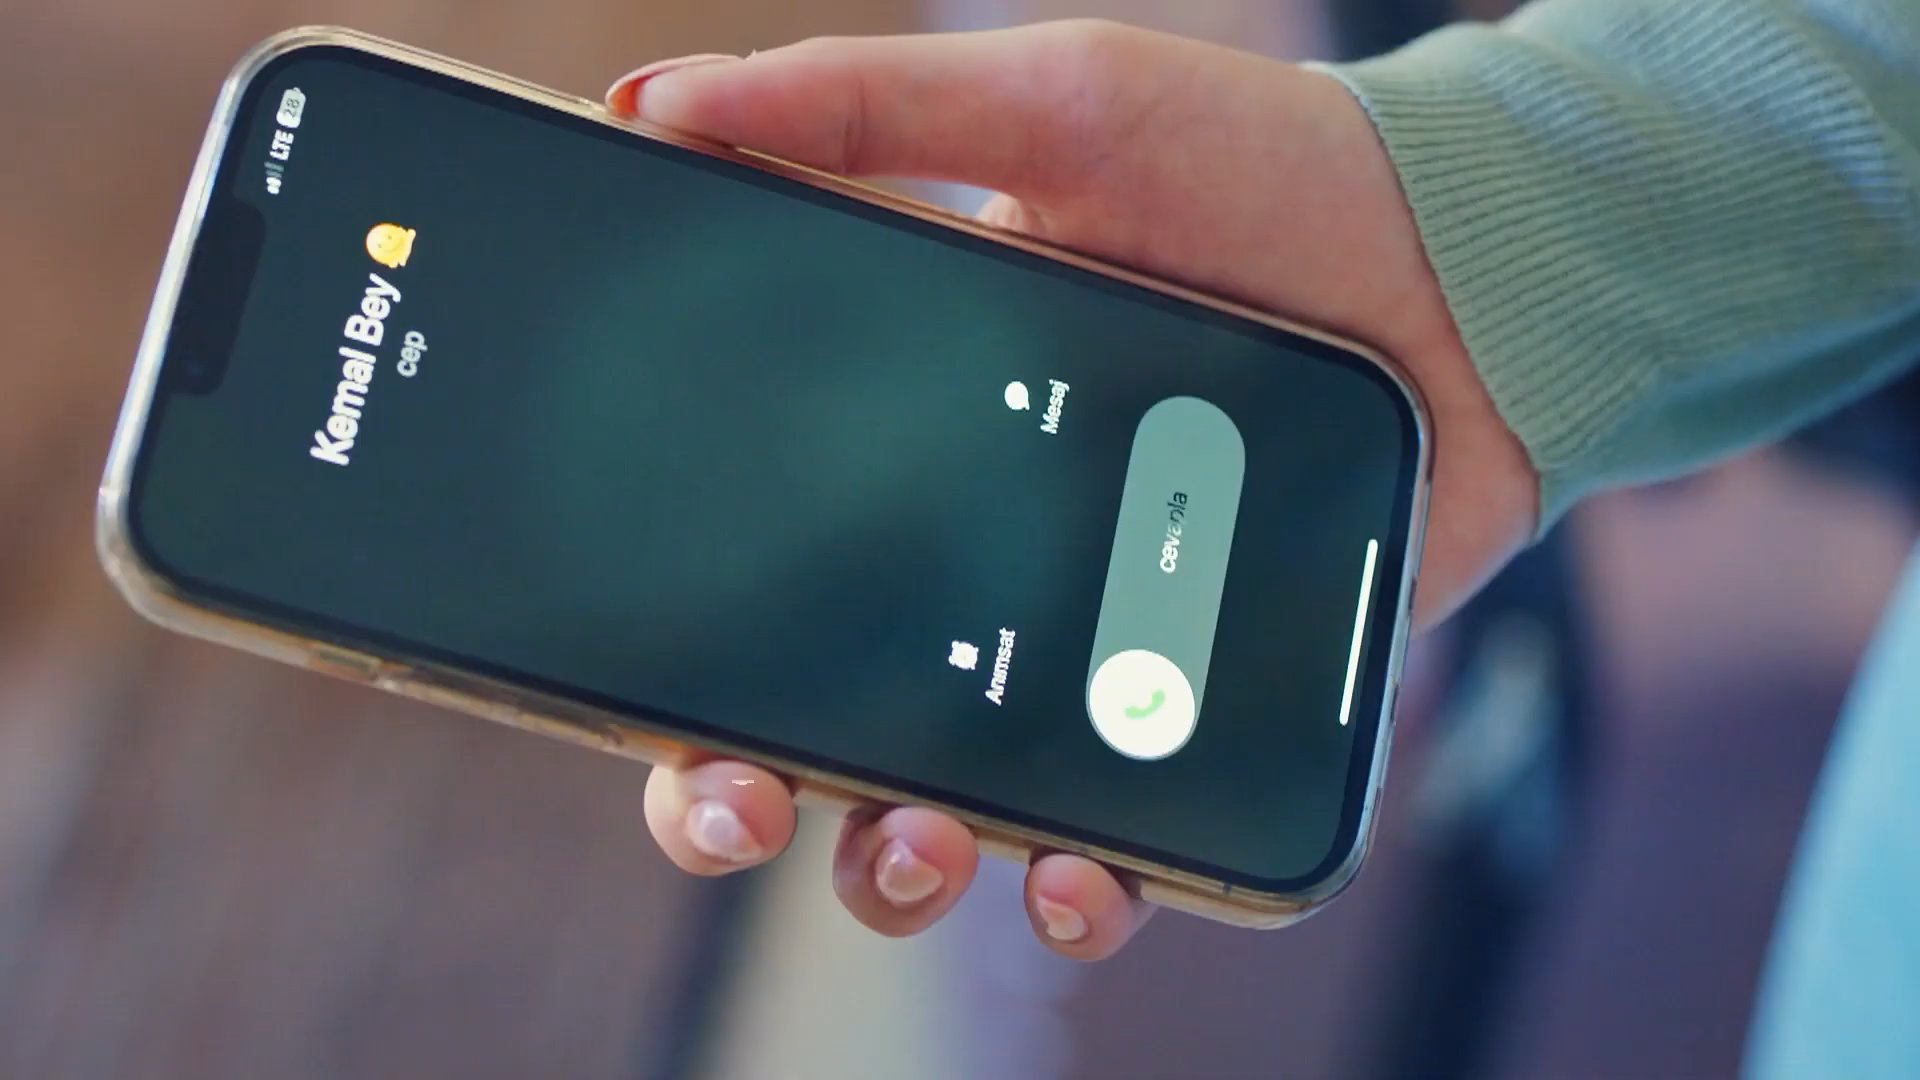 LTE 28
Kemal Bey 🫠
cep
Anımsat
Mesaj
cevapla